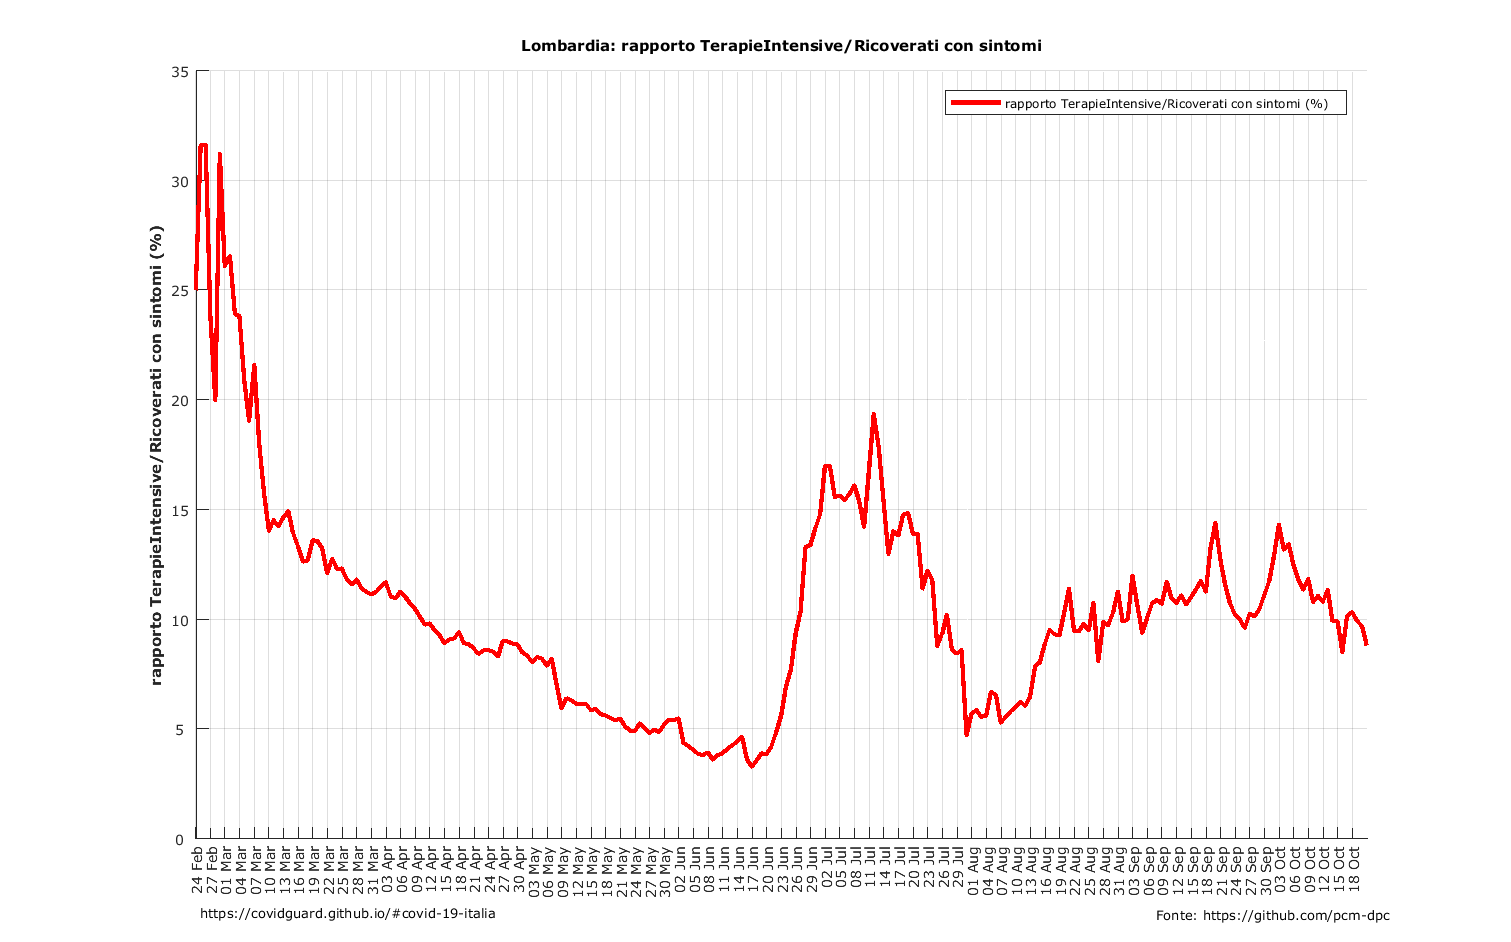 Lombardia: rapporto TerapieIntensive/Ricoverati con sintomi
rapporto TerapieIntensive/Ricoverati con sintomi (%)
rapporto TerapieIntensive/Ricoverati con sintomi (%)
35
30
25
20
15
10
5
0
24 Feb
27 Feb
01 Mar
04 Mar
07 Mar
10 Mar
13 Mar
16 Mar
19 Mar
22 Mar
25 Mar
28 Mar
31 Mar
03 Apr
06 Apr
09 Apr
12 Apr
15 Apr
18 Apr
21 Apr
24 Apr
27 Apr
30 Apr
03 May
06 May
09 May
12 May
15 May
18 May
21 May
24 May
27 May
30 May
02 Jun
05 Jun
08 Jun
11 Jun
14 Jun
17 Jun
20 Jun
23 Jun
26 Jun
29 Jun
02 Jul
05 Jul
08 Jul
11 Jul
14 Jul
17 Jul
20 Jul
23 Jul
26 Jul
29 Jul
01 Aug
04 Aug
07 Aug
10 Aug
13 Aug
16 Aug
19 Aug
22 Aug
25 Aug
28 Aug
31 Aug
03 Sep
06 Sep
09 Sep
12 Sep
15 Sep
18 Sep
21 Sep
24 Sep
27 Sep
30 Sep
03 Oct
06 Oct
09 Oct
12 Oct
15 Oct
18 Oct
https://covidguard.github.io/#covid-19-italia
Fonte: https://github.com/pcm-dpc